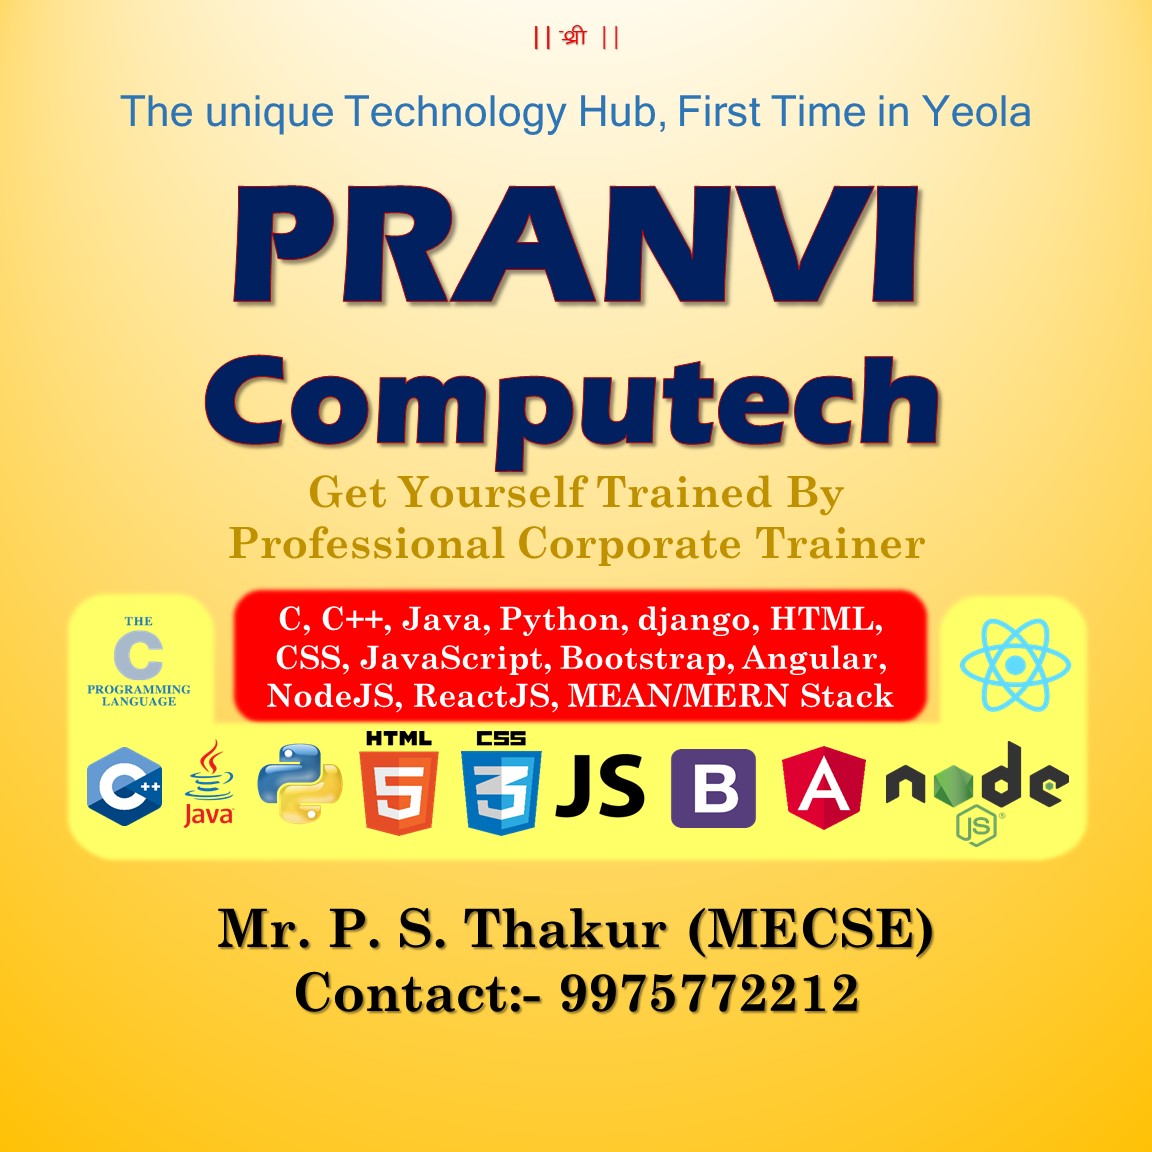 || श्री ||
The unique Technology Hub, First Time in Yeola
PRANVI
Computech
Get Yourself Trained By
Professional Corporate Trainer
C, C++, Java, Python, django, HTML,
CSS, JavaScript, Bootstrap, Angular,
NodeJS, ReactJS, MEAN/MERN Stack
THE
C
PROGRAMMING
LANGUAGE
HTML
CSS
C++
Java
5
3
JS
B
A
node
JS®
Mr. P. S. Thakur (MECSE)
Contact:- 9975772212